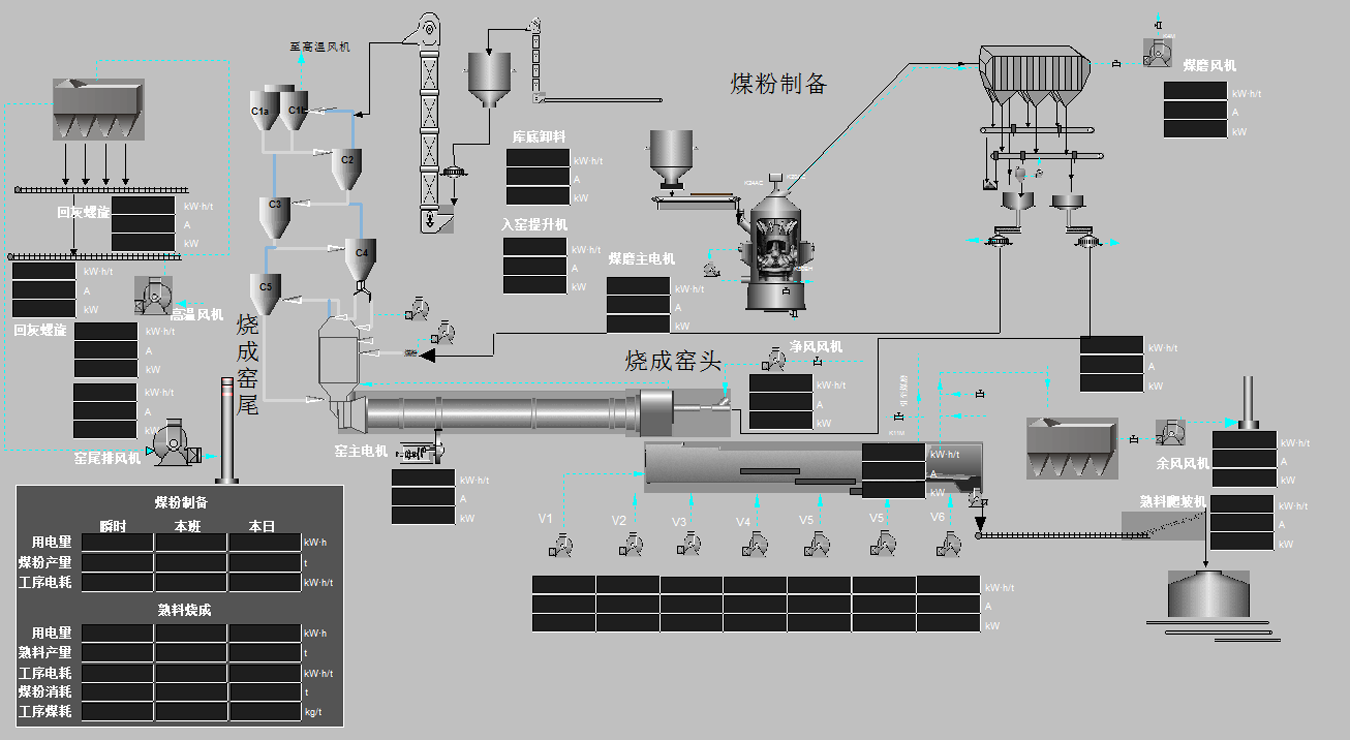 至高温风机
C1a
C2
C3
C4
C5
回灰螺旋
kW·h/t
A
kW
kW·h/t
A
kW
回灰螺旋
高温风机
kW·h/t
A
kW
kW·h/t
A
kW
窑尾排风机
烧成窑尾
库底卸料
kW·h/t
A
kW
入窑提升机
kW·h/t
A
kW
煤粉制备
煤磨主电机
kW·h/t
A
kW
煤磨风机
kW·h/t
A
kW
烧成窑头
净风风机
kW·h/t
A
kW
kW·h/t
A
kW
窑主电机
kW·h/t
A
kW
kW·h/t
A
kW
余风风机
kW·h/t
A
kW
熟料爬坡机
kW·h/t
A
kW
V1
V2
V3
V4
V5
V5
V6
kW·h/t
A
kW
煤粉制备
瞬时 本班 本日
用电量 kW·h
煤粉产量 t
工序电耗 kW·h/t
熟料烧成
用电量 kW·h
熟料产量 t
工序电耗 kW·h/t
煤粉消耗 t
工序煤耗 kg/t